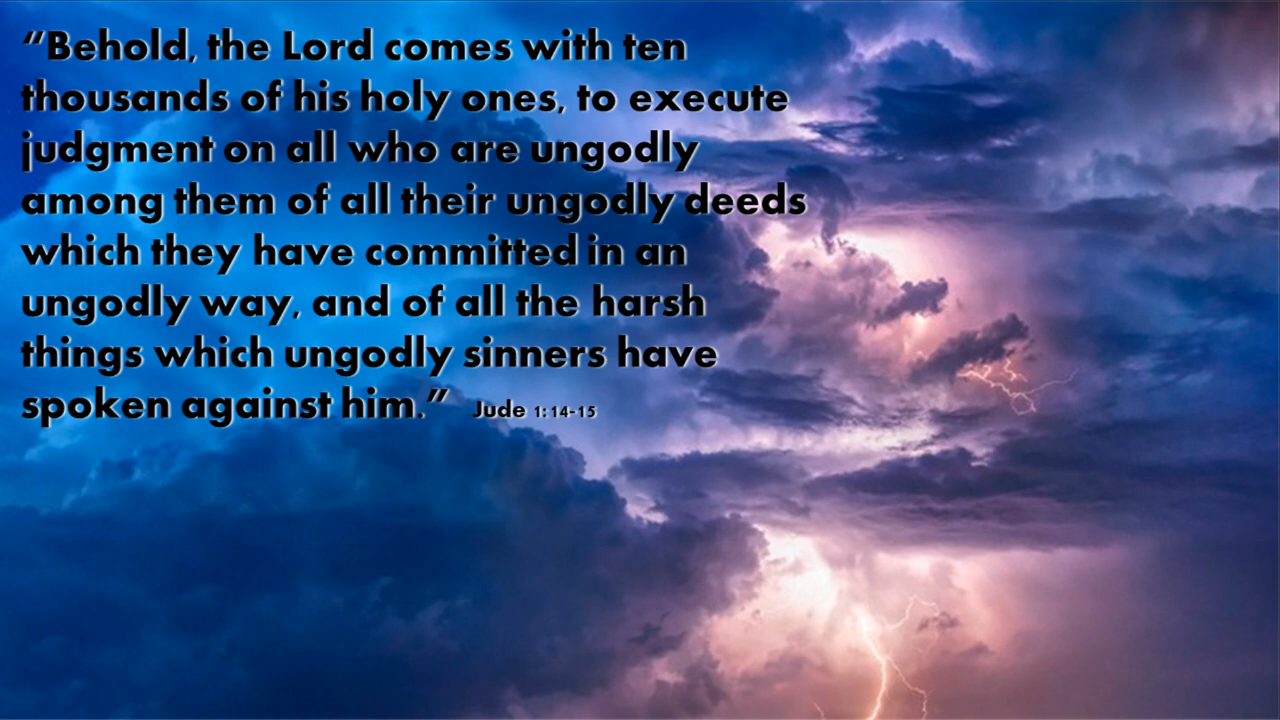 “Behold, the Lord comes with ten
thousands of his holy ones, to execute
judgment on all who are ungodly
among them of all their ungodly deeds
which they have committed in an
ungodly way, and of all the harsh
things which ungodly sinners have
spoken against him.” Jude 1:14-15